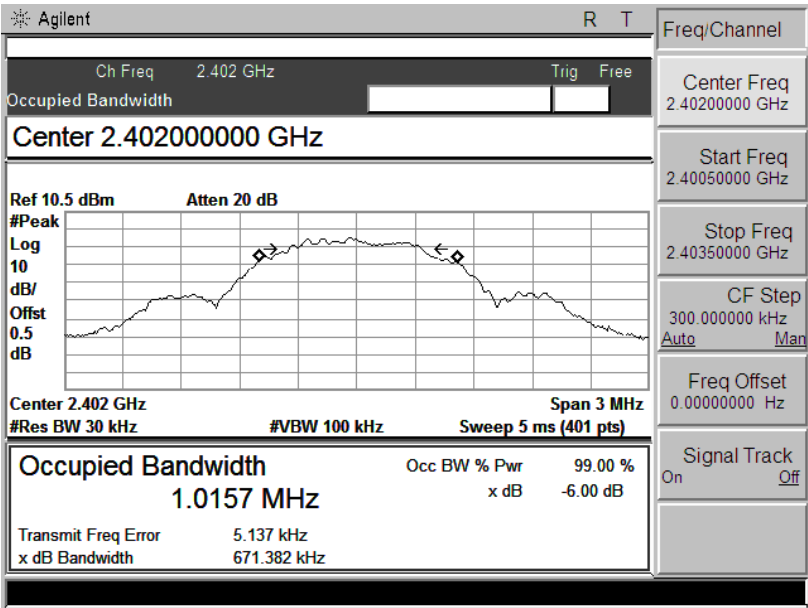 Agilent R T
Ch Freq 2.402 GHz Trig Free
Occupied Bandwidth
Center 2.402000000 GHz
Ref 10.5 dBm Atten 20 dB
#Peak
Log
10
dB/
Offst
0.5
dB
Center 2.402 GHz Span 3 MHz
#Res BW 30 kHz #VBW 100 kHz Sweep 5 ms (401 pts)
Occupied Bandwidth Occ BW % Pwr 99.00 %
1.0157 MHz x dB -6.00 dB
Transmit Freq Error 5.137 kHz
x dB Bandwidth 671.382 kHz
Freq/Channel
Center Freq
2.40200000 GHz
Start Freq
2.40050000 GHz
Stop Freq
2.40350000 GHz
CF Step
300.000000 kHz
Auto Man
Freq Offset
0.00000000 Hz
Signal Track
On Off